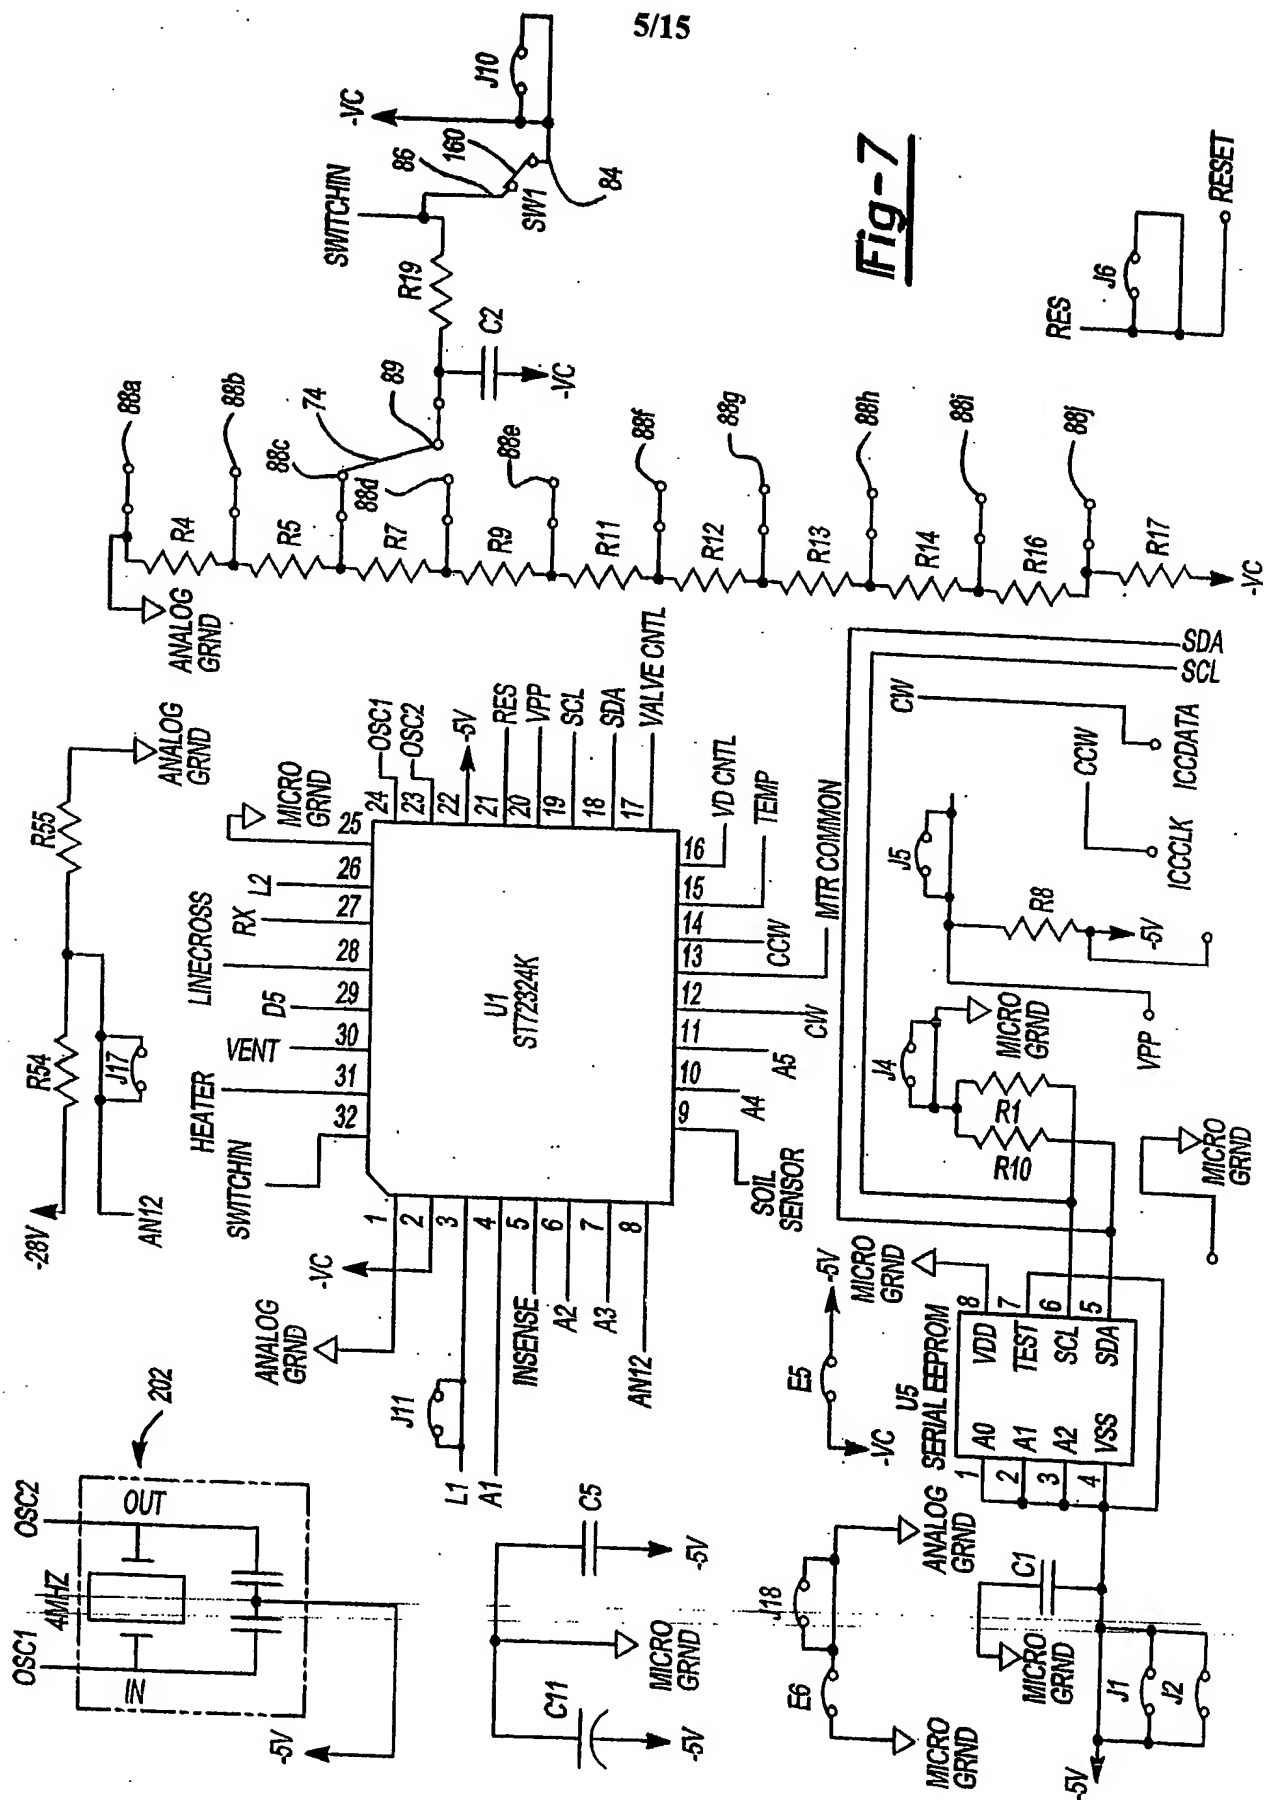 5/15
OSC1
OSC2
4MHZ
IN
OUT
202
-5V
-28V
R54
R55
J17
AN12
ANALOG
GRND
SWITCHIN
HEATER
VENT
D5
LINECROSS
RX
L2
MICRO
GRND
32
31
30
29
28
27
26
25
ANALOG
GRND
-VC
J11
L1
A1
INSENSE
A2
A3
AN12
1
2
3
4
5
6
7
8
U1
ST72324K
24
23
22
21
20
19
18
17
OSC1
OSC2
-5V
RES
VPP
SCL
SDA
VALVE CNTL
9
10
11
12
13
14
15
16
SOIL
SENSOR
A4
A5
CW
MTR COMMON
CCW
TEMP
VD CNTL
C11
C5
-5V
MICRO
GRND
-5V
ANALOG
GRND
R4
R5
R7
R9
R11
R12
R13
R14
R16
R17
-VC
88a
88b
88c
88d
88e
88f
88g
88h
88i
88j
74
89
C2
-VC
R19
SWITCHIN
86
160
SW1
84
-VC
J10
Fig-7
E6
J18
MICRO
GRND
ANALOG
GRND
E5
-VC
-5V
U5
SERIAL EEPROM
A0
A1
A2
VSS
VDD
TEST
SCL
SDA
1
2
3
4
8
7
6
5
MICRO
GRND
C1
MICRO
GRND
J1
J2
-5V
R1
R10
J4
MICRO
GRND
MICRO
GRND
VPP
J5
R8
-5V
CCW
ICCCLK
CW
ICCDATA
SDA
SCL
RES
J6
RESET